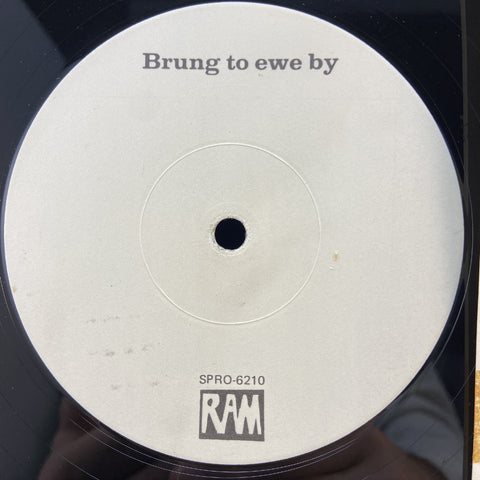 Brung to ewe by
SPRO-6210
RAM